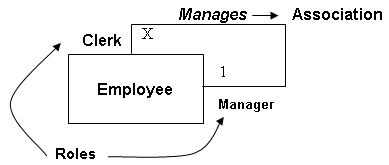 Manages Association
Clerk X
Employee
1
Manager
Roles